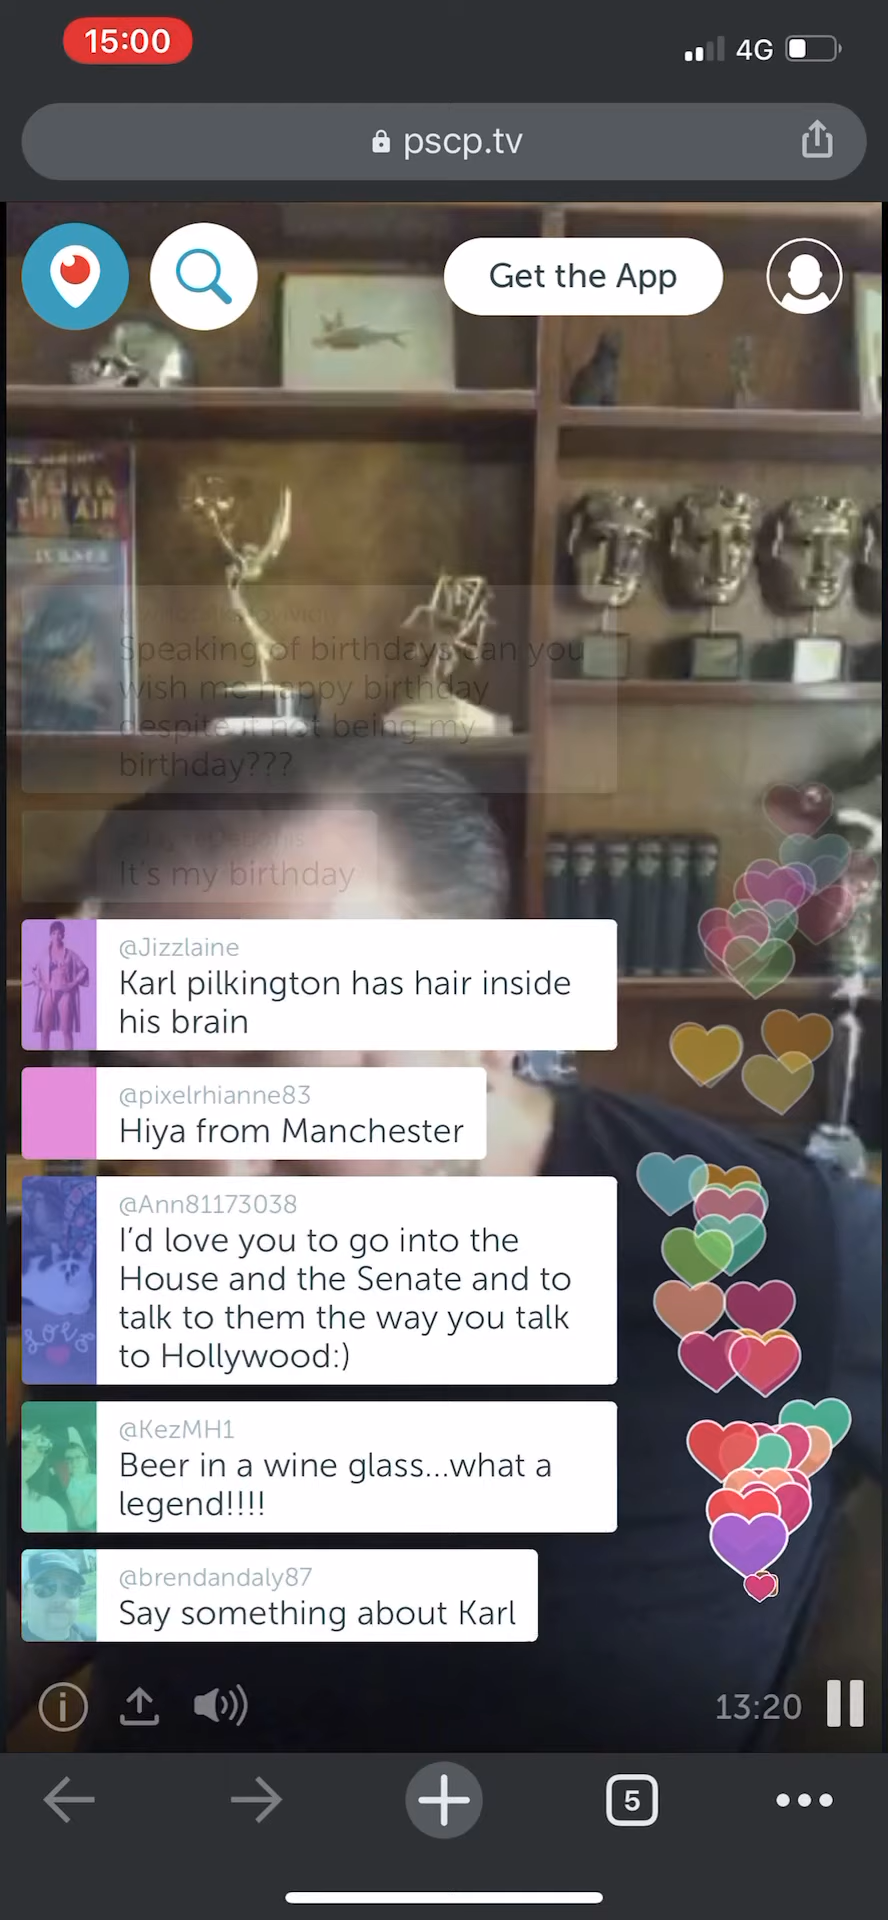 15:00
4G
pscp.tv
Get the App
YORK
THE AIR
Speaking of birthdays can you
wish me happy birthday
despite it not being my
birthday???
It's my birthday
@Jizzlaine
Karl pilkington has hair inside
his brain
@pixelrhianne83
Hiya from Manchester
@Ann81173038
I'd love you to go into the
House and the Senate and to
talk to them the way you talk
to Hollywood:)
@KezMH1
Beer in a wine glass...what a
legend!!!!
@brendandaly87
Say something about Karl
13:20
5